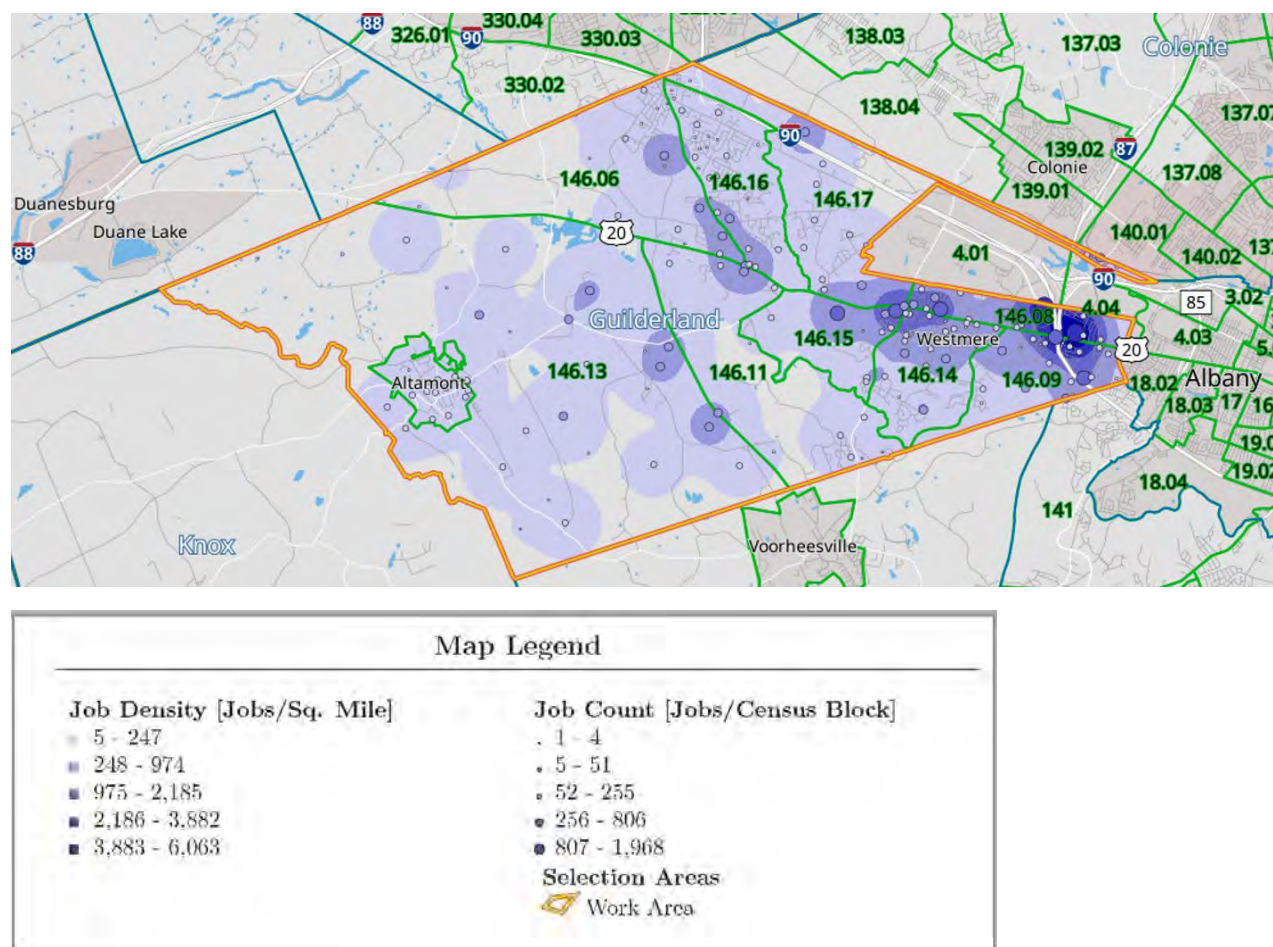 88
90
330.04
326.01
330.03
138.03
137.03
Colonie
330.02
138.04
137.07
90
139.02
87
Colonie
137.08
146.06
146.16
139.01
146.17
Duanesburg
Duane Lake
88
20
140.01
140.02
4.01
90
85
3.02
Guilderland
146.08
4.04
146.15
Westmere
4.03
20
146.13
146.11
146.14
146.09
18.02
Albany
Altamont
18.03
17
16
18.04
141
Knox
Voorheesville
Map Legend
Job Density [Jobs/Sq. Mile]
5 - 247
248 - 974
975 - 2,185
2,186 - 3,882
3,883 - 6,063
Job Count [Jobs/Census Block]
1 - 4
5 - 51
52 - 255
256 - 806
807 - 1,968
Selection Areas
Work Area